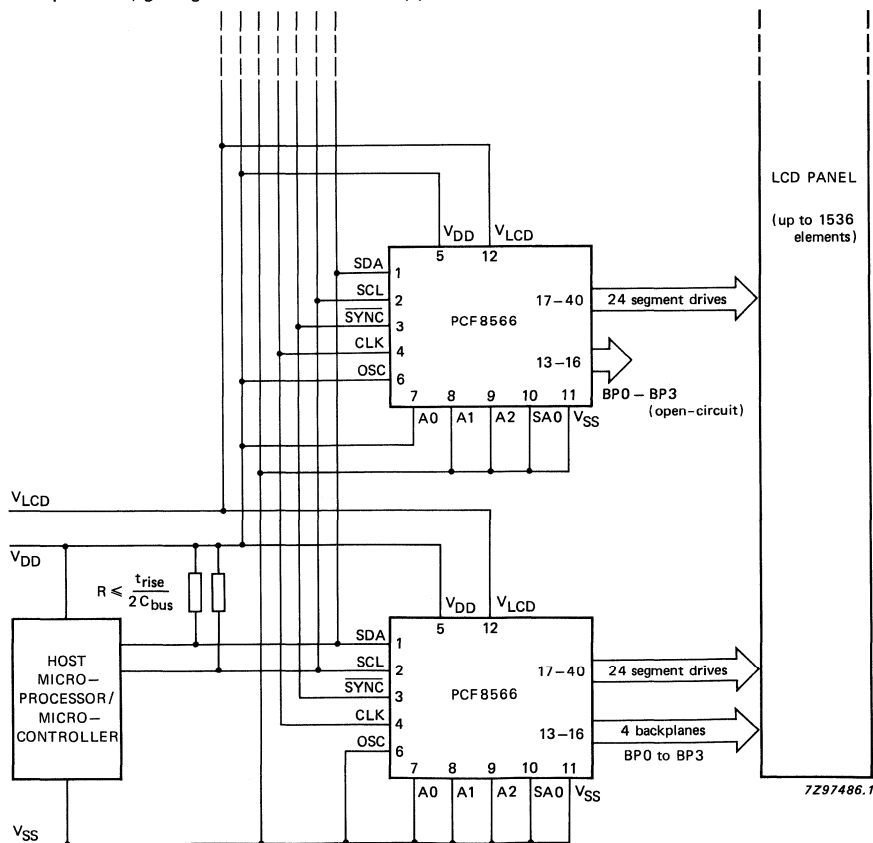 LCD PANEL
(up to 1536
elements)
VDD
VLCD
5
12
SDA
1
SCL
2
SYNC
3
CLK
4
OSC
6
PCF8566
17–40
24 segment drives
13–16
BP0 – BP3
(open-circuit)
7
8
9
10
11
A0
A1
A2
SA0
VSS
VLCD
VDD
R ⩽ trise
2 Cbus
HOST
MICRO–
PROCESSOR/
MICRO–
CONTROLLER
VDD
VLCD
5
12
SDA
1
SCL
2
SYNC
3
CLK
4
OSC
6
PCF8566
17–40
24 segment drives
13–16
4 backplanes
BP0 to BP3
7
8
9
10
11
A0
A1
A2
SA0
VSS
VSS
7Z97486.1